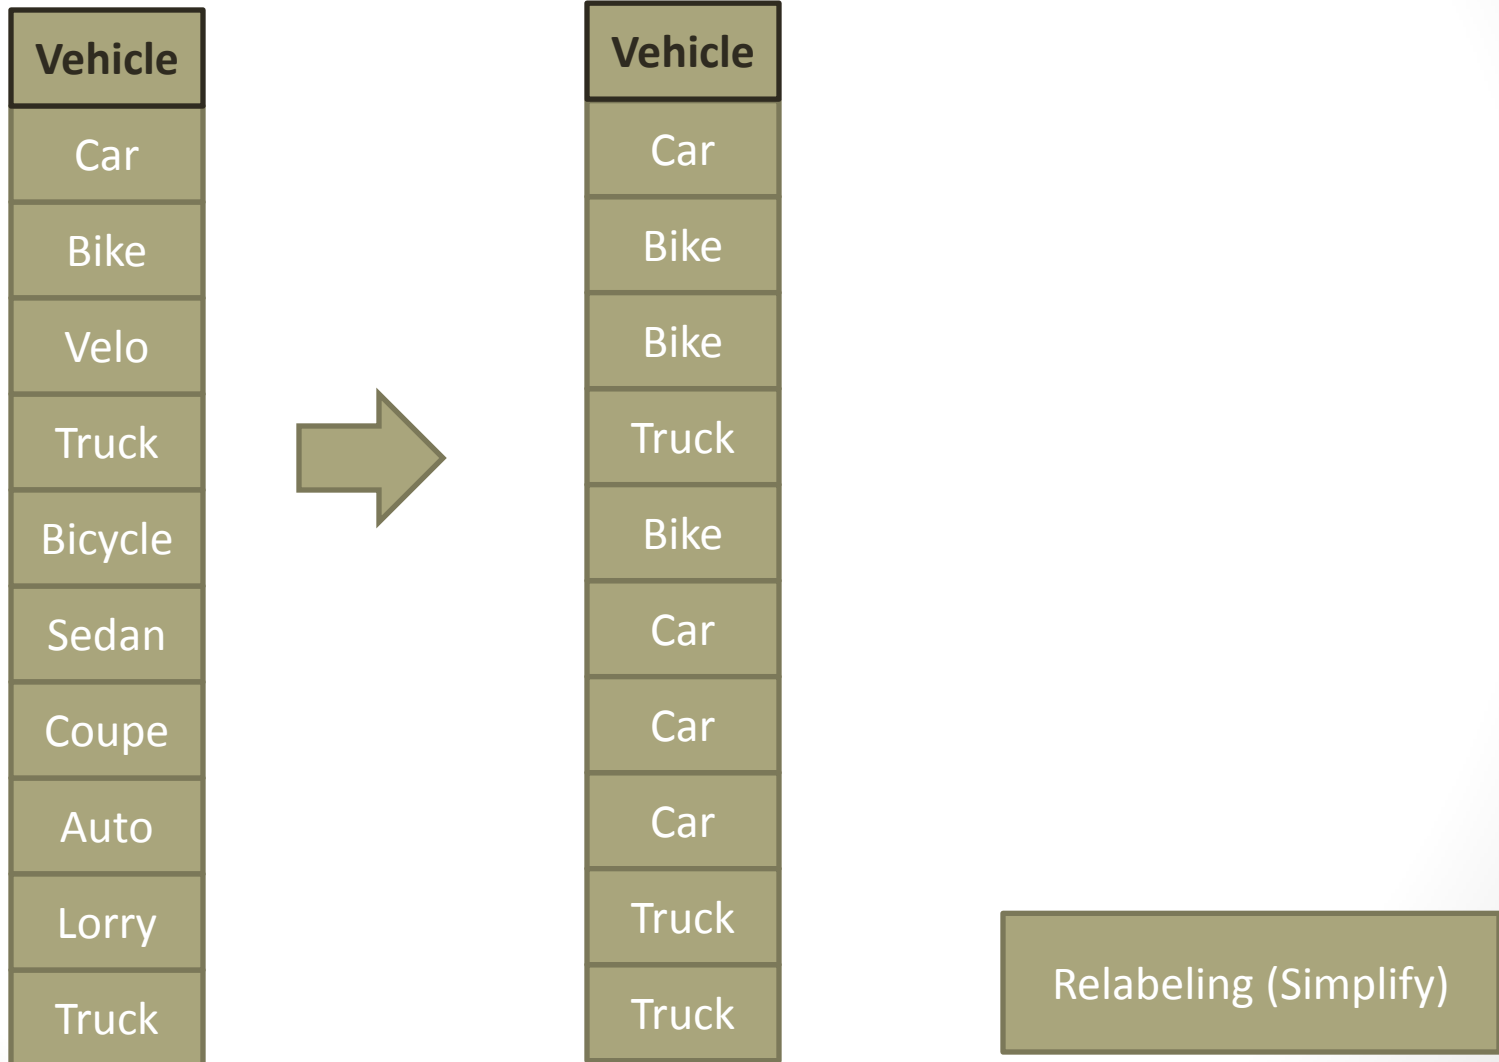 Vehicle
Car
Bike
Velo
Truck
Bicycle
Sedan
Coupe
Auto
Lorry
Truck
Vehicle
Car
Bike
Bike
Truck
Bike
Car
Car
Car
Truck
Truck
Relabeling (Simplify)